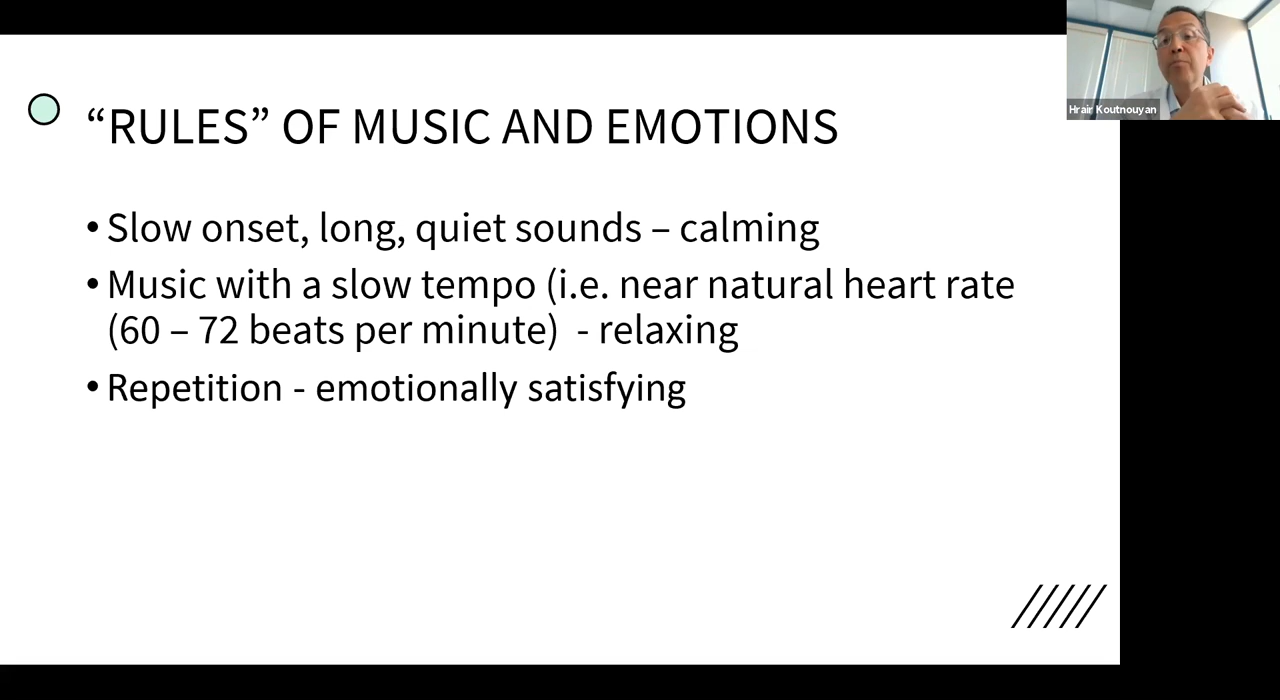 “RULES” OF MUSIC AND EMOTIONS
• Slow onset, long, quiet sounds – calming
• Music with a slow tempo (i.e. near natural heart rate
(60 – 72 beats per minute)  - relaxing
• Repetition - emotionally satisfying
Hrair Koutnouyan